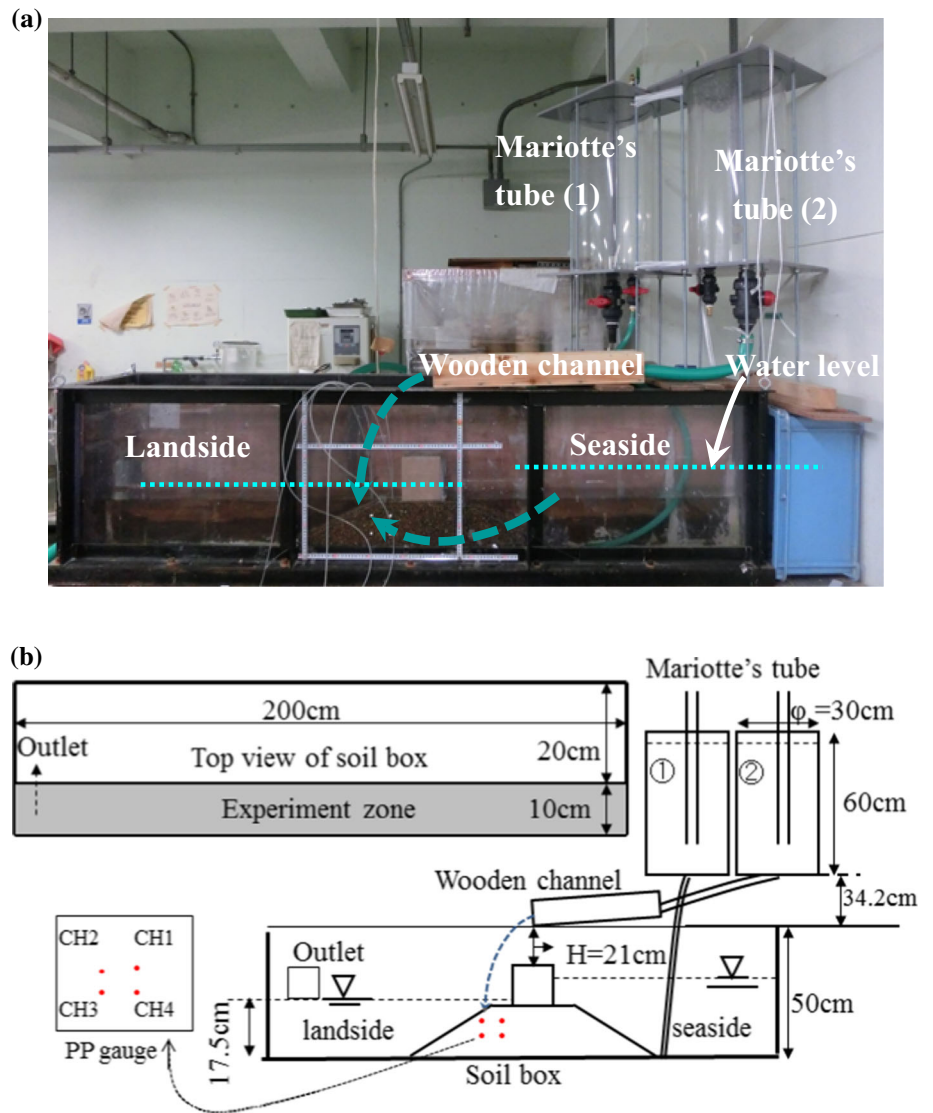 (a)
Mariotte's
tube (1)
Mariotte's
tube (2)
Wooden channel
Water level
Landside
Seaside
(b)
Mariotte's tube
200cm
φ =30cm
Outlet
Top view of soil box
20cm
①
②
Experiment zone
10cm
60cm
Wooden channel
34.2cm
CH2
CH1
Outlet
H=21cm
CH3
CH4
17.5cm
landside
seaside
50cm
PP gauge
Soil box